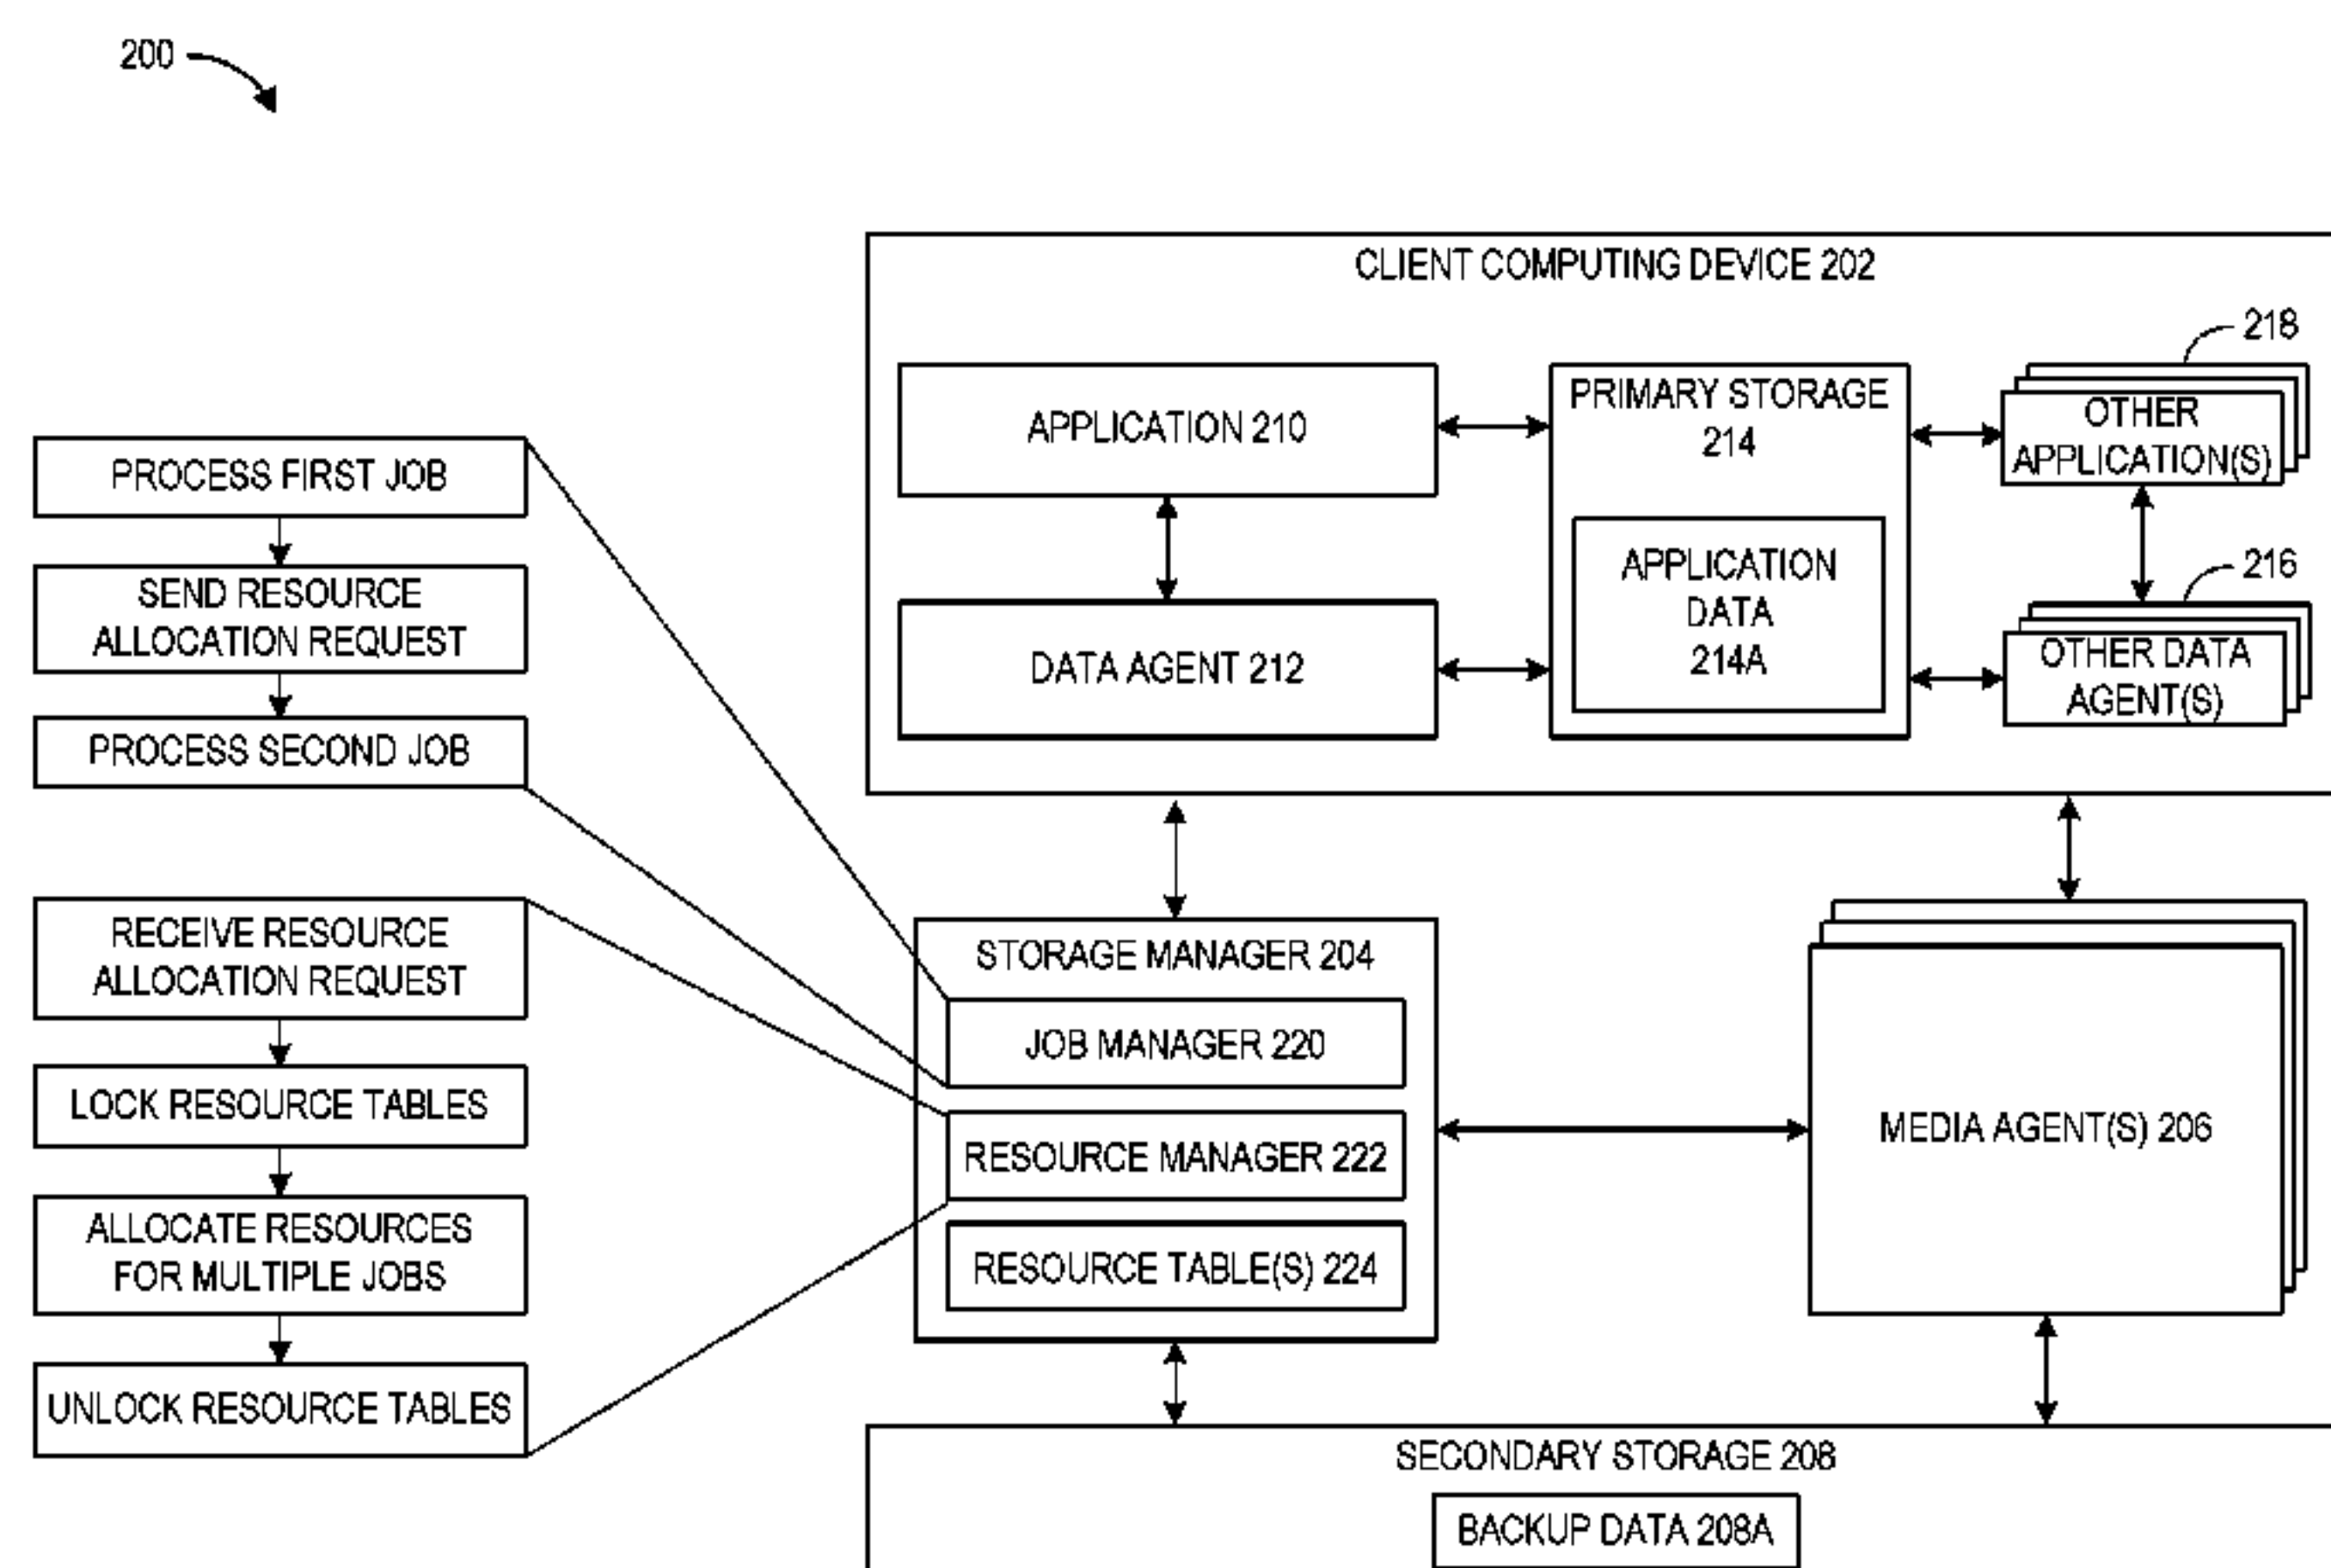 200
CLIENT COMPUTING DEVICE 202
218
APPLICATION 210
PRIMARY STORAGE
214
OTHER
APPLICATION(S)
APPLICATION
DATA
214A
216
DATA AGENT 212
OTHER DATA
AGENT(S)
PROCESS FIRST JOB
SEND RESOURCE
ALLOCATION REQUEST
PROCESS SECOND JOB
RECEIVE RESOURCE
ALLOCATION REQUEST
LOCK RESOURCE TABLES
ALLOCATE RESOURCES
FOR MULTIPLE JOBS
UNLOCK RESOURCE TABLES
STORAGE MANAGER 204
JOB MANAGER 220
RESOURCE MANAGER 222
RESOURCE TABLE(S) 224
MEDIA AGENT(S) 206
SECONDARY STORAGE 208
BACKUP DATA 208A